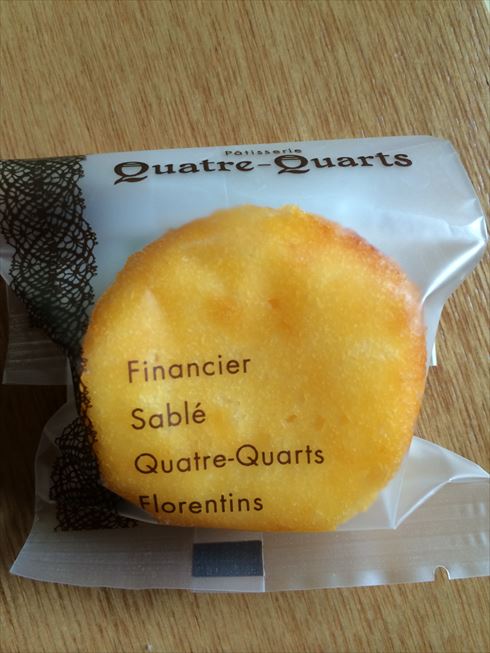 Pâtisserie
Quatre-Quarts
Financier
Sablé
Quatre-Quarts
Florentins